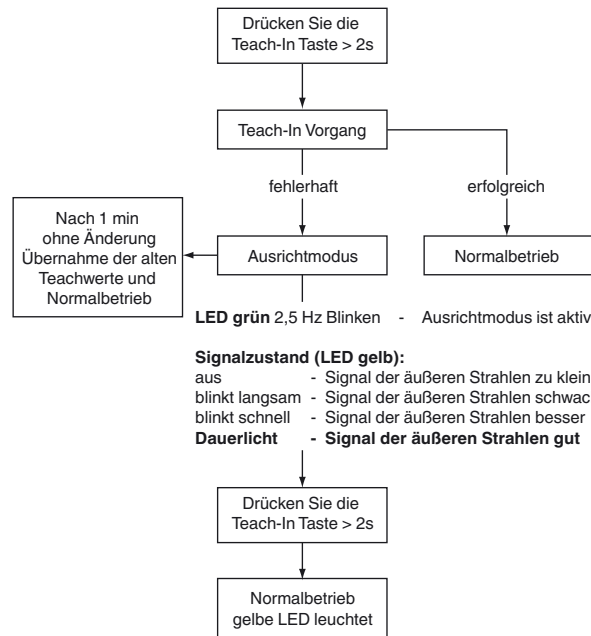 Drücken Sie die
Teach-In Taste > 2s
Teach-In Vorgang
fehlerhaft
erfolgreich
Nach 1 min
ohne Änderung
Übernahme der alten
Teachwerte und
Normalbetrieb
Ausrichtmodus
Normalbetrieb
LED grün 2,5 Hz Blinken - Ausrichtmodus ist aktiv
Signalzustand (LED gelb):
aus - Signal der äußeren Strahlen zu klein
blinkt langsam - Signal der äußeren Strahlen schwac
blinkt schnell - Signal der äußeren Strahlen besser
Dauerlicht - Signal der äußeren Strahlen gut
Drücken Sie die
Teach-In Taste > 2s
Normalbetrieb
gelbe LED leuchtet